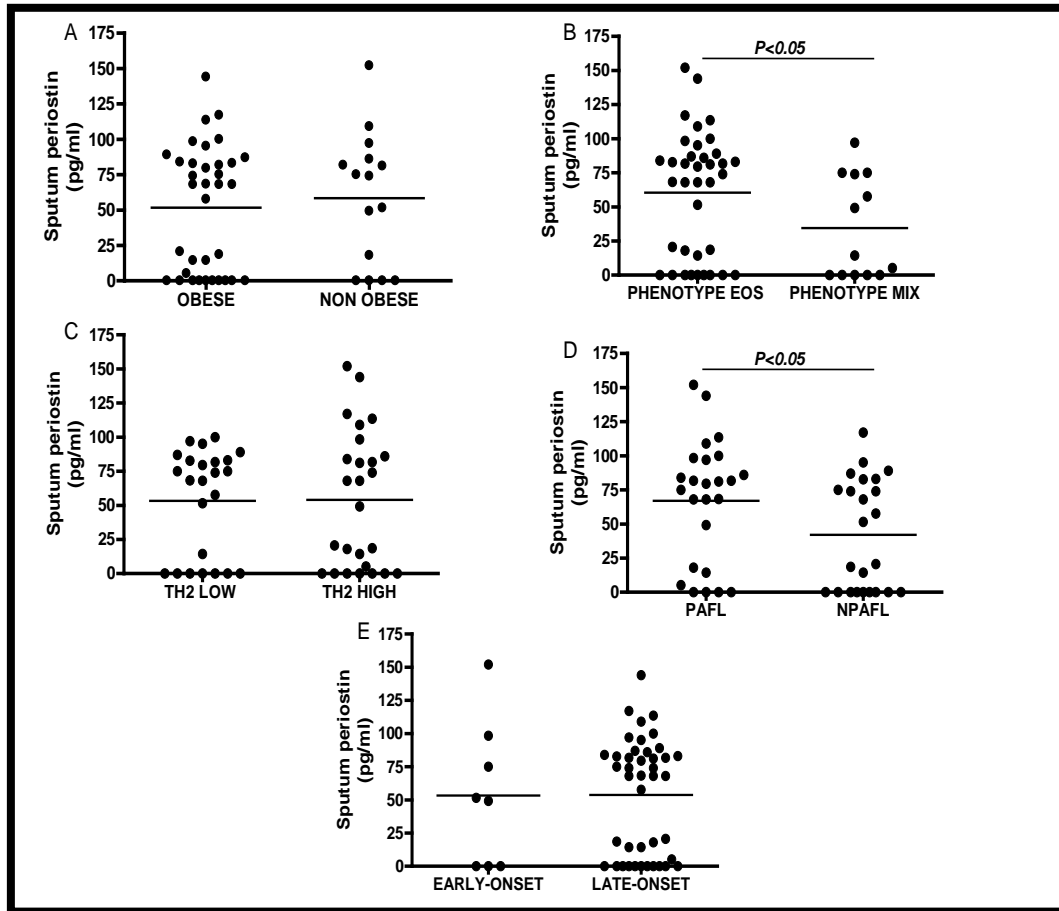 A
Sputum periostin
(pg/ml)
175
150
125
100
75
50
25
0
OBESE NON OBESE
B
P<0.05
Sputum periostin
(pg/ml)
175
150
125
100
75
50
25
0
PHENOTYPE EOS PHENOTYPE MIX
C
Sputum periostin
(pg/ml)
175
150
125
100
75
50
25
0
TH2 LOW TH2 HIGH
D
P<0.05
Sputum periostin
(pg/ml)
175
150
125
100
75
50
25
0
PAFL NPAFL
E
Sputum periostin
(pg/ml)
175
150
125
100
75
50
25
0
EARLY-ONSET LATE-ONSET